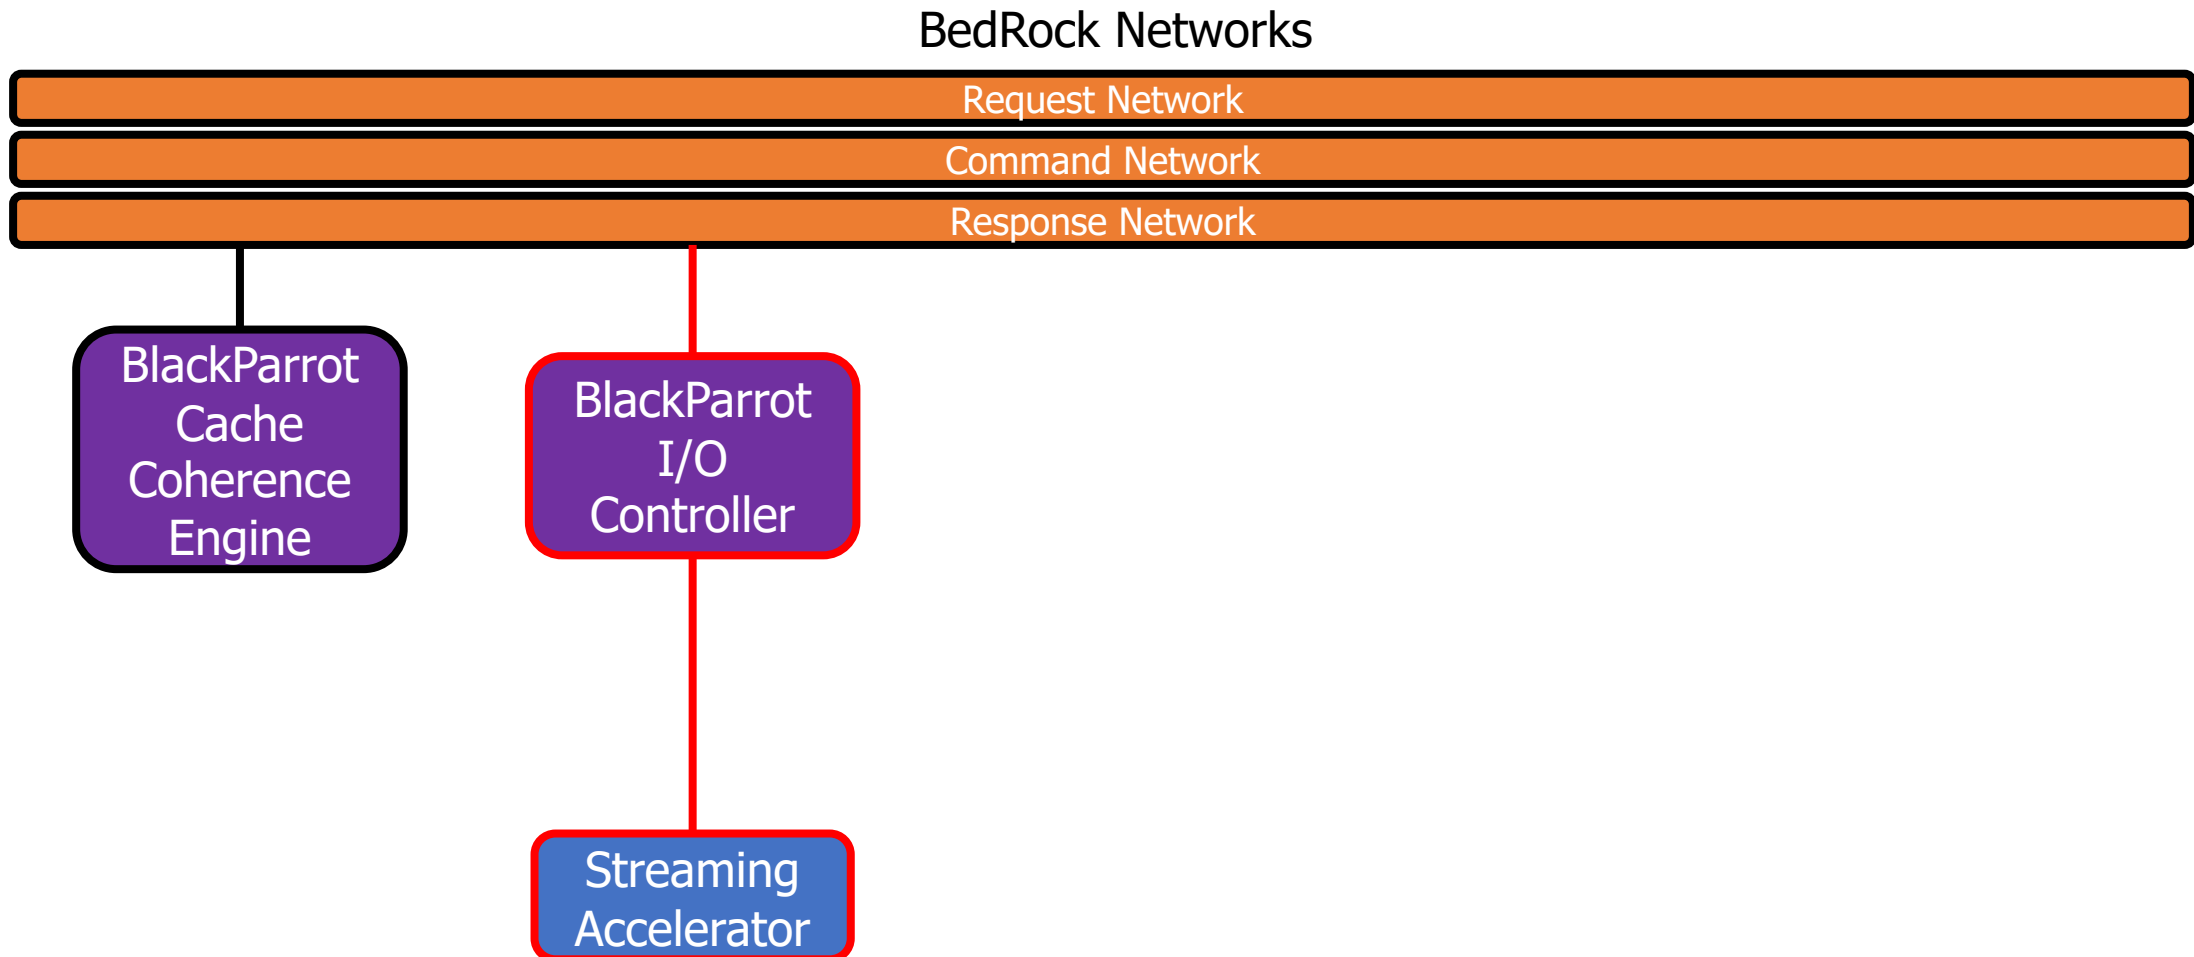 BedRock Networks
Request Network
Command Network
Response Network
BlackParrot
Cache
Coherence
Engine
BlackParrot
I/O
Controller
Streaming
Accelerator